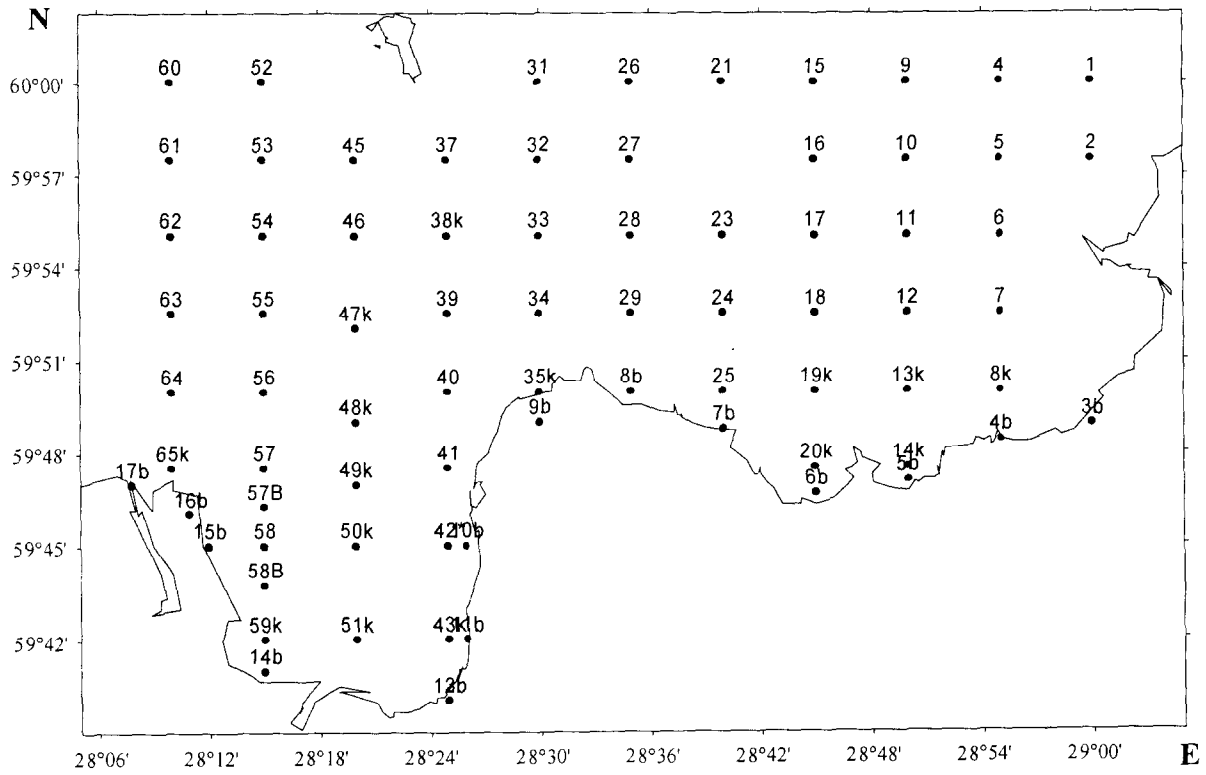 N
60 52 31 26 21 15 9 4 1
60°00'
61 53 45 37 32 27 16 10 5 2
59°57'
62 54 46 38k 33 28 23 17 11 6
59°54'
63 55 47k 39 34 29 24 18 12 7
59°51'
64 56 40 35k 8b 25 19k 13k 8k
48k 9b 7b 4b 3b
59°48'
17b 65k 57 49k 41 20k 14k
57B 6b 5b
16b
15b 58 50k 42 10b
59°45'
58B
59k 51k 43k 11b
59°42'
14b
12b
28°06' 28°12' 28°18' 28°24' 28°30' 28°36' 28°42' 28°48' 28°54' 29°00' E